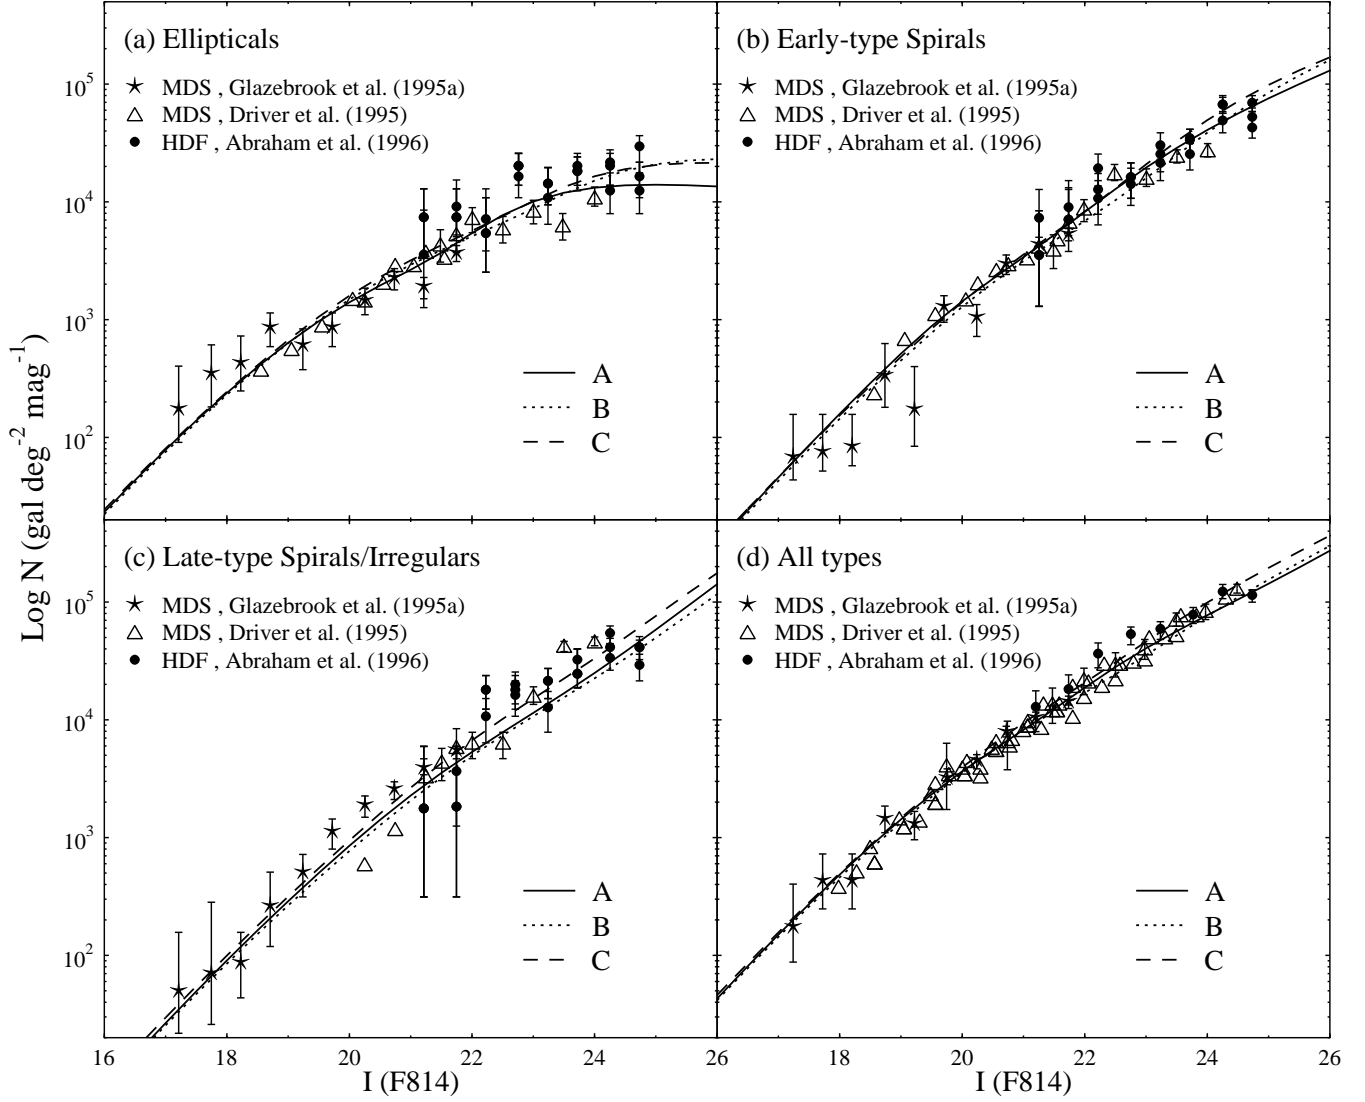 (a) Ellipticals
MDS , Glazebrook et al. (1995a)
MDS , Driver et al. (1995)
HDF , Abraham et al. (1996)
A
B
C
(b) Early-type Spirals
MDS , Glazebrook et al. (1995a)
MDS , Driver et al. (1995)
HDF , Abraham et al. (1996)
A
B
C
10^5
10^4
10^3
10^2
Log N (gal deg^-2 mag^-1)
(c) Late-type Spirals/Irregulars
MDS , Glazebrook et al. (1995a)
MDS , Driver et al. (1995)
HDF , Abraham et al. (1996)
A
B
C
(d) All types
MDS , Glazebrook et al. (1995a)
MDS , Driver et al. (1995)
HDF , Abraham et al. (1996)
A
B
C
10^5
10^4
10^3
10^2
16 18 20 22 24 26 18 20 22 24 26
I (F814) I (F814)